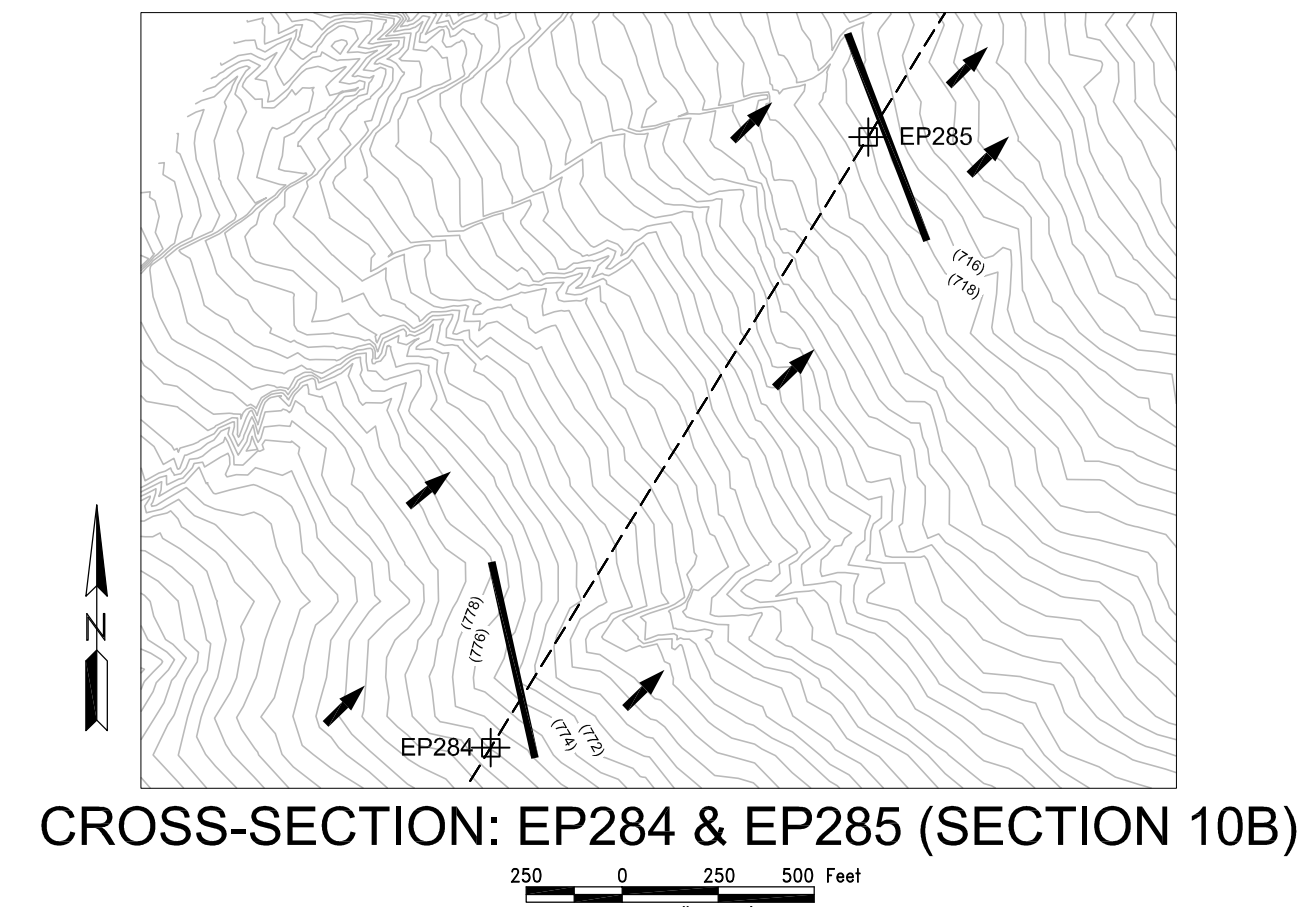 EP285
(716)
(718)
(778)
(776)
N
EP284
(774)
(772)
CROSS-SECTION: EP284 & EP285 (SECTION 10B)
250 0 250 500 Feet